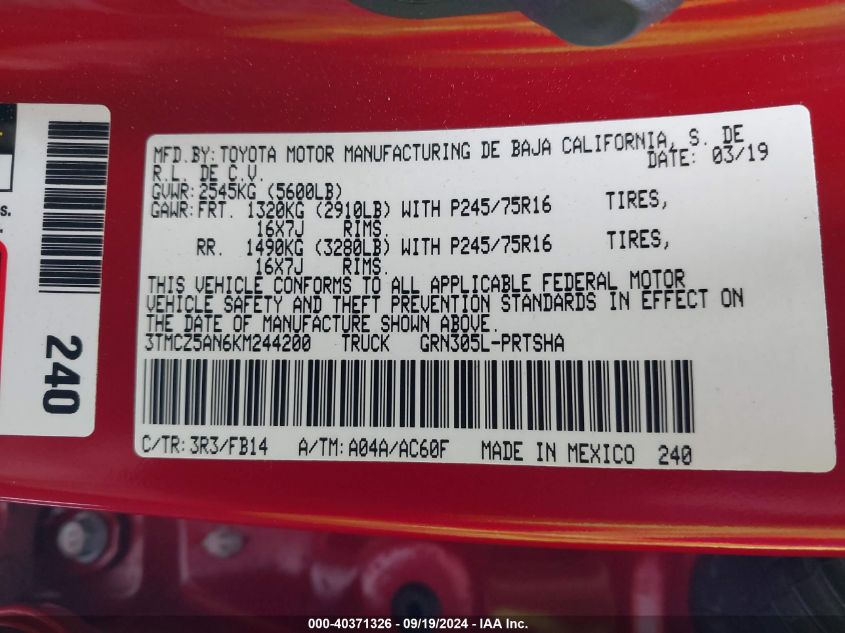 MFD.BY: TOYOTA MOTOR MANUFACTURING DE BAJA CALIFORNIA, S. DE
R.L. DE C.V. DATE: 03/19
GVWR: 2545KG (5600LB)
GAWR: FRT. 1320KG (2910LB) WITH P245/75R16 TIRES,
16X7J RIMS.
RR. 1490KG (3280LB) WITH P245/75R16 TIRES,
16X7J RIMS.
THIS VEHICLE CONFORMS TO ALL APPLICABLE FEDERAL MOTOR
VEHICLE SAFETY AND THEFT PREVENTION STANDARDS IN EFFECT ON
THE DATE OF MANUFACTURE SHOWN ABOVE.
3TMCZ5AN6KM244200 TRUCK GRN305L-PRTSHA
C/TR: 3R3/FB14 A/TM: A04A/AC60F MADE IN MEXICO 240
240
000-40371326 - 09/19/2024 - IAA Inc.